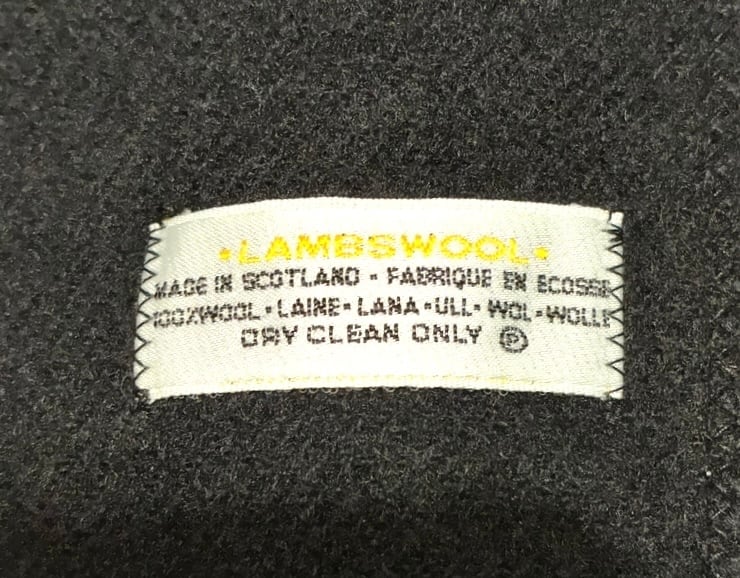 •LAMBSWOOL•
MADE IN SCOTLAND - FABRIQUE EN ECOSSE
100%WOOL•LAINE•LANA•ULL•WOL•WOLLE
DRY CLEAN ONLY Ⓟ